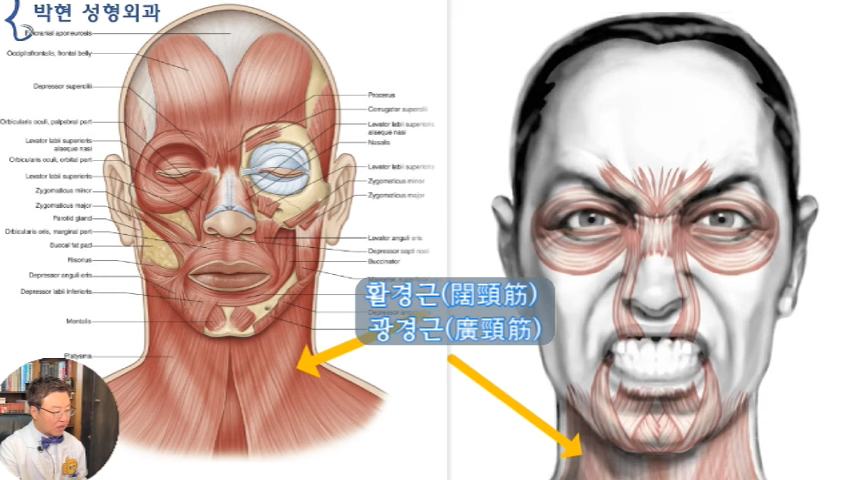 박현 성형외과
Epicranial aponeurosis
Occipitofrontalis, frontal belly
Depressor supercilii
Orbicularis oculi, palpebral part
Levator labii superioris
alaeque nasi
Orbicularis oculi, orbital part
Levator labii superioris
Zygomaticus minor
Zygomaticus major
Parotid gland
Orbicularis oris, marginal part
Buccal fat pad
Risorius
Depressor anguli oris
Depressor labii inferioris
Mentalis
Platysma
Procerus
Corrugator supercilii
Levator labii superioris
alaeque nasi
Nasalis
Levator labii superioris
Zygomaticus minor
Zygomaticus major
Levator anguli oris
Depressor septi nasi
Buccinator
활경근(闊頸筋)
광경근(廣頸筋)